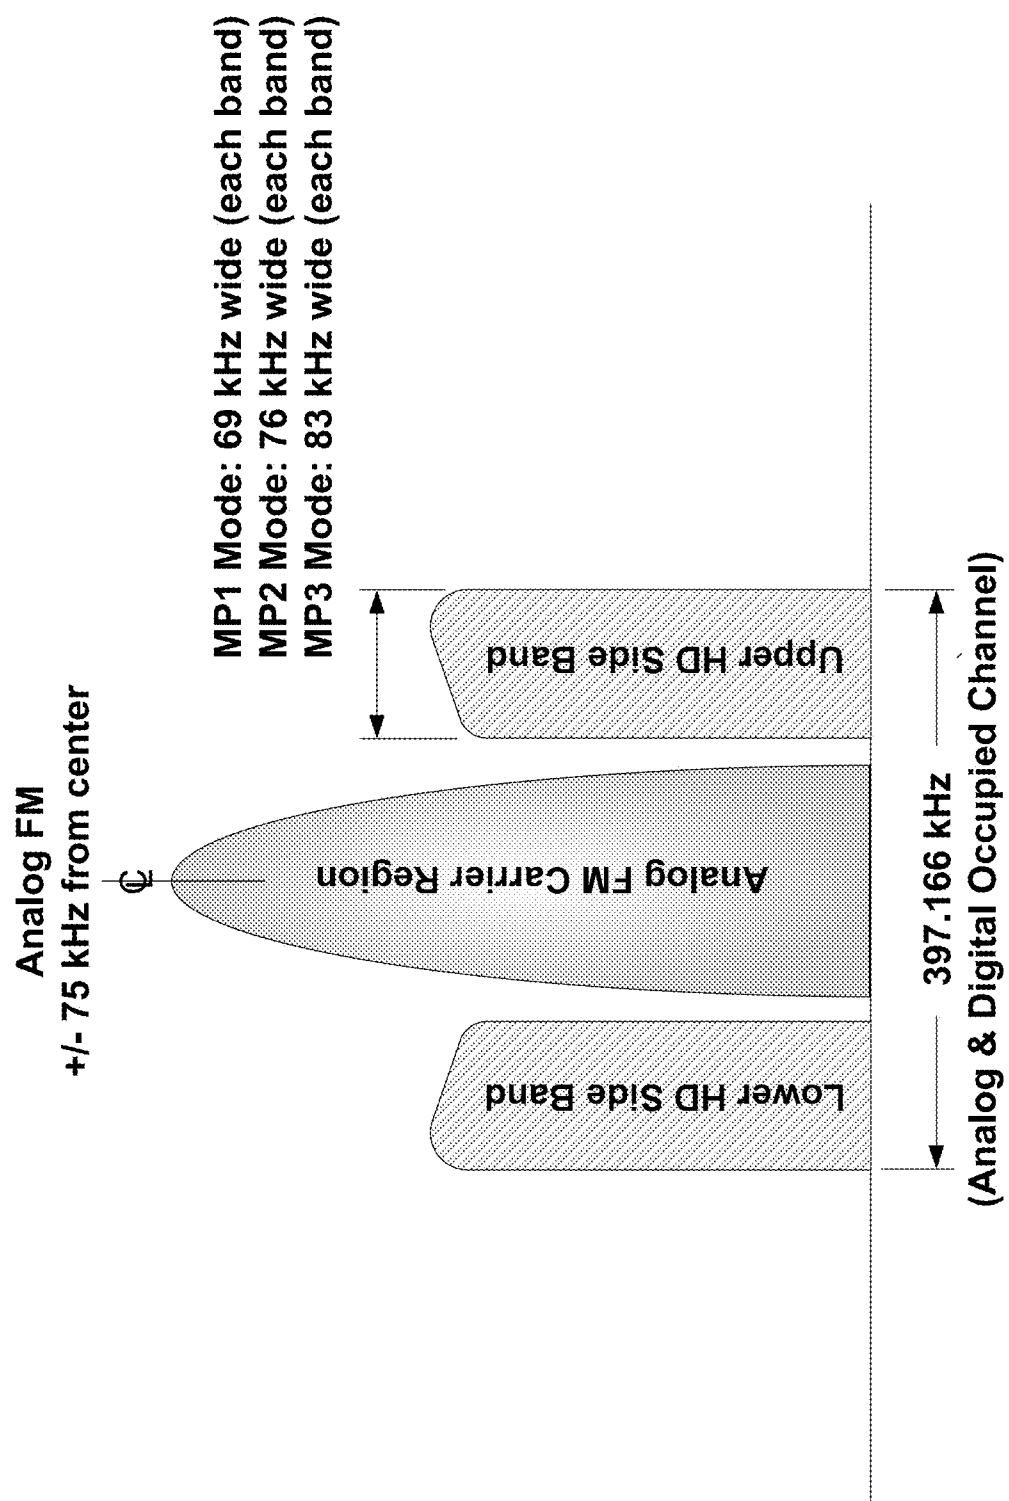 Analog FM
+/- 75 kHz from center
CL
MP1 Mode: 69 kHz wide (each band)
MP2 Mode: 76 kHz wide (each band)
MP3 Mode: 83 kHz wide (each band)
Lower HD Side Band
Analog FM Carrier Region
Upper HD Side Band
397.166 kHz
(Analog & Digital Occupied Channel)